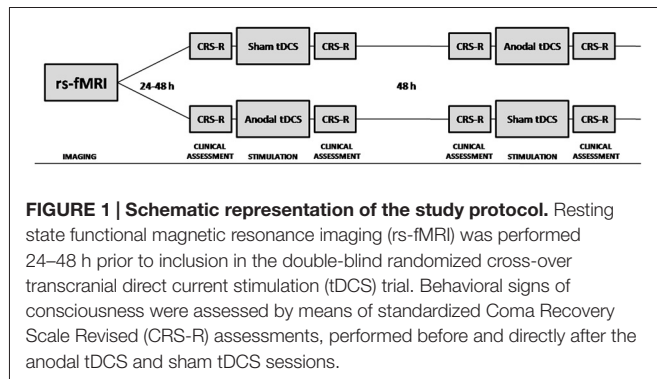 CRS-R Sham tDCS CRS-R CRS-R Anodal tDCS CRS-R
rs-fMRI 24-48 h 48 h
CRS-R Anodal tDCS CRS-R CRS-R Sham tDCS CRS-R
IMAGING CLINICAL ASSESSMENT STIMULATION CLINICAL ASSESSMENT CLINICAL ASSESSMENT STIMULATION CLINICAL ASSESSMENT
FIGURE 1 | Schematic representation of the study protocol. Resting
state functional magnetic resonance imaging (rs-fMRI) was performed
24–48 h prior to inclusion in the double-blind randomized cross-over
transcranial direct current stimulation (tDCS) trial. Behavioral signs of
consciousness were assessed by means of standardized Coma Recovery
Scale Revised (CRS-R) assessments, performed before and directly after the
anodal tDCS and sham tDCS sessions.